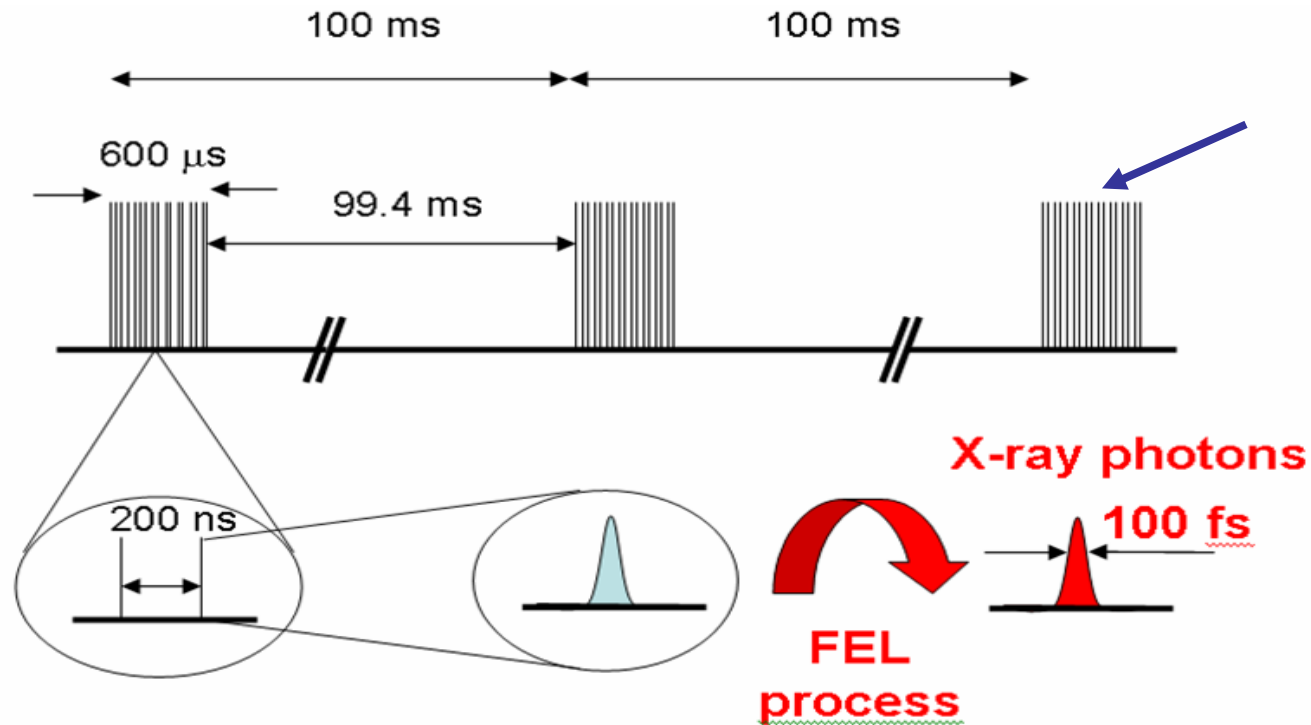 100 ms
100 ms
600 μs
99.4 ms
200 ns
X-ray photons
100 fs
FEL
process